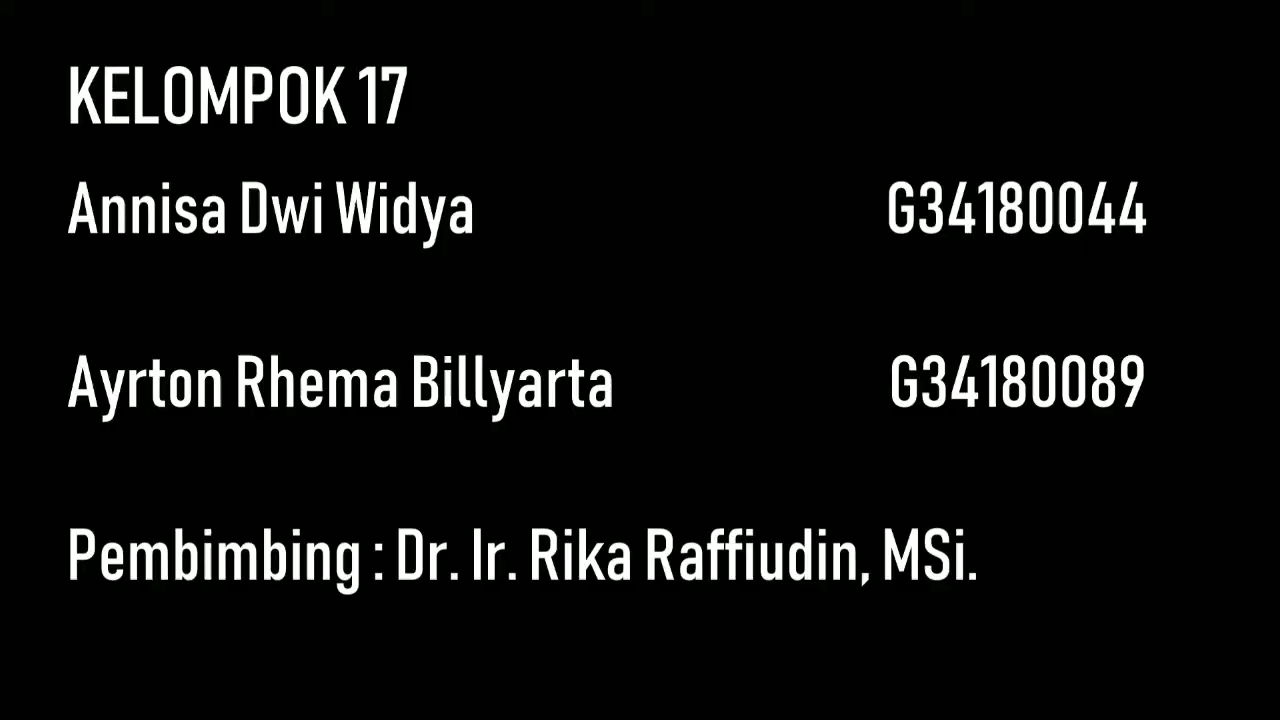 KELOMPOK 17
Annisa Dwi Widya G34180044
Ayrton Rhema Billyarta G34180089
Pembimbing : Dr. Ir. Rika Raffiudin, MSi.